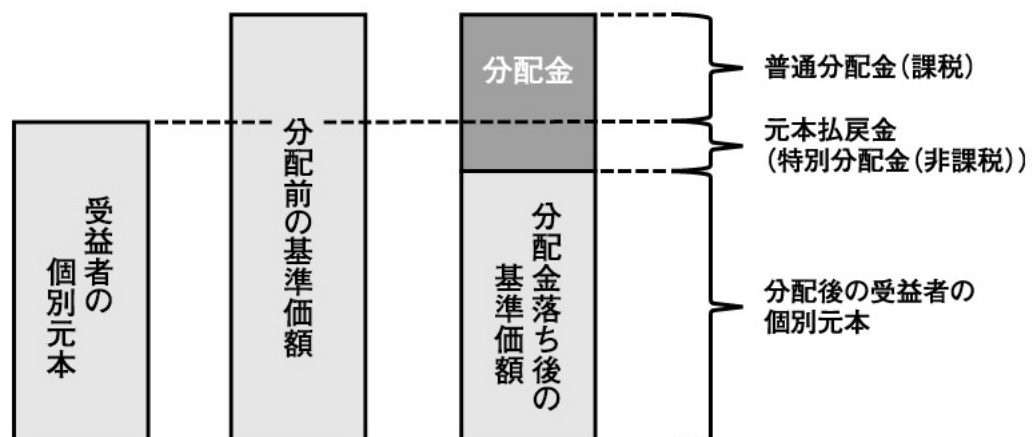 受益者の
個別元本
分配前の基準価額
分配金
分配金落ち後の
基準価額
普通分配金(課税)
元本払戻金
(特別分配金(非課税))
分配後の受益者の
個別元本